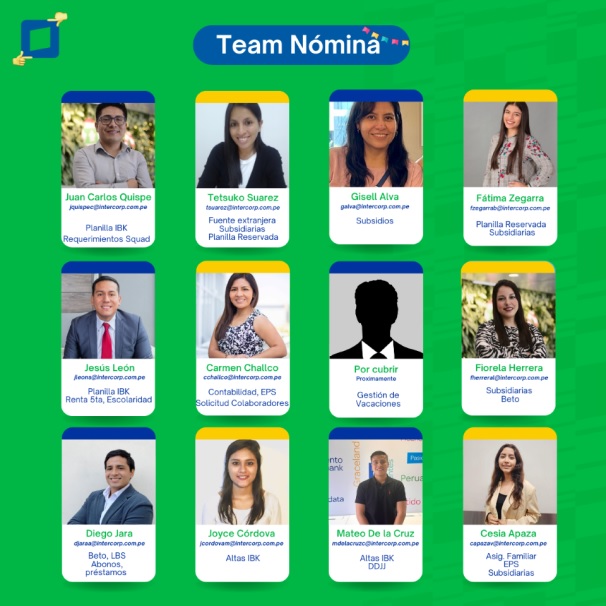 Team Nómina
Juan Carlos Quispe
jquispec@intercorp.com.pe
Planilla IBK
Requerimientos Squad
Tetsuko Suarez
tsuarez@intercorp.com.pe
Fuente extranjera
Subsidiarias
Planilla Reservada
Gisell Alva
galva@intercorp.com.pe
Subsidios
Fátima Zegarra
fzegarrab@intercorp.com.pe
Planilla Reservada
Subsidiarias
Jesús León
jleons@intercorp.com.pe
Planilla IBK
Renta 5ta, Escolaridad
Carmen Challco
cchallco@intercorp.com.pe
Contabilidad, EPS
Solicitud Colaboradores
Por cubrir
Proximamente
Gestión de
Vacaciones
Fiorela Herrera
fherreral@intercorp.com.pe
Subsidiarias
Beto
Diego Jara
djaraa@intercorp.com.pe
Beto, LBS
Abonos,
préstamos
Joyce Córdova
jcordovam@intercorp.com.pe
Altas IBK
Graceland
Perua
Mateo De la Cruz
mdelacruzc@intercorp.com.pe
Altas IBK
DDJJ
Cesia Apaza
capazav@intercorp.com.pe
Asig. Familiar
EPS
Subsidiarias